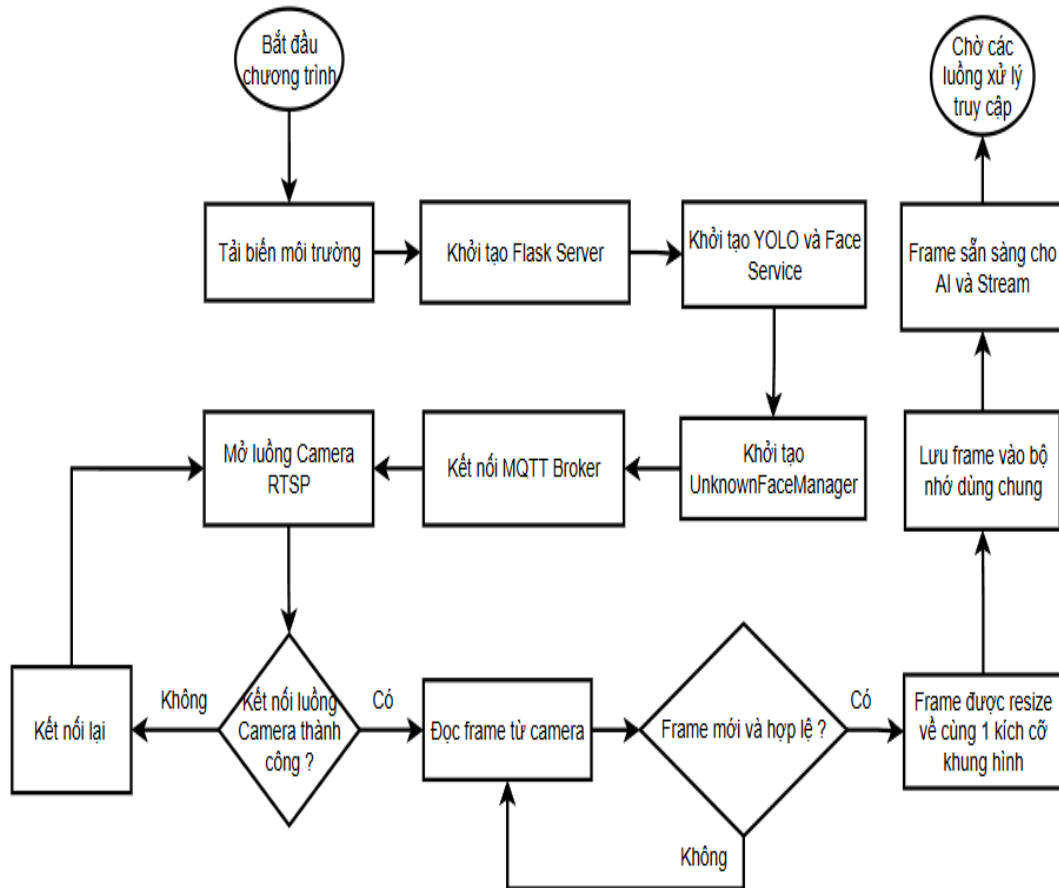 Bắt đầu
chương trình
Chờ các
luồng xử lý
truy cập
Tải biến môi trường
Khởi tạo Flask Server
Khởi tạo YOLO và Face
Service
Frame sẵn sàng cho
AI và Stream
Mở luồng Camera
RTSP
Kết nối MQTT Broker
Khởi tạo
UnknownFaceManager
Lưu frame vào bộ
nhớ dùng chung
Kết nối lại
Không
Kết nối luồng
Camera thành
công ?
Có
Đọc frame từ camera
Frame mới và hợp lệ ?
Có
Frame được resize
về cùng 1 kích cỡ
khung hình
Không